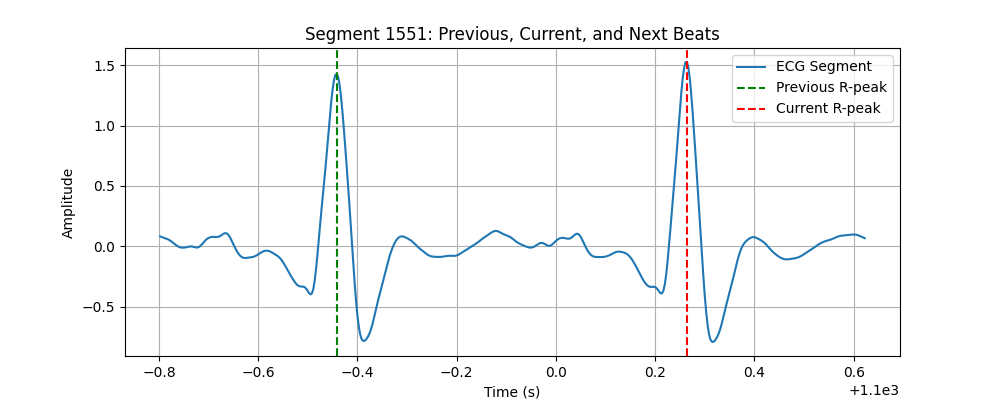 Segment 1551: Previous, Current, and Next Beats
ECG Segment
Previous R-peak
Current R-peak
Amplitude
1.5
1.0
0.5
0.0
−0.5
−0.8 −0.6 −0.4 −0.2 0.0 0.2 0.4 0.6
+1.1e3
Time (s)